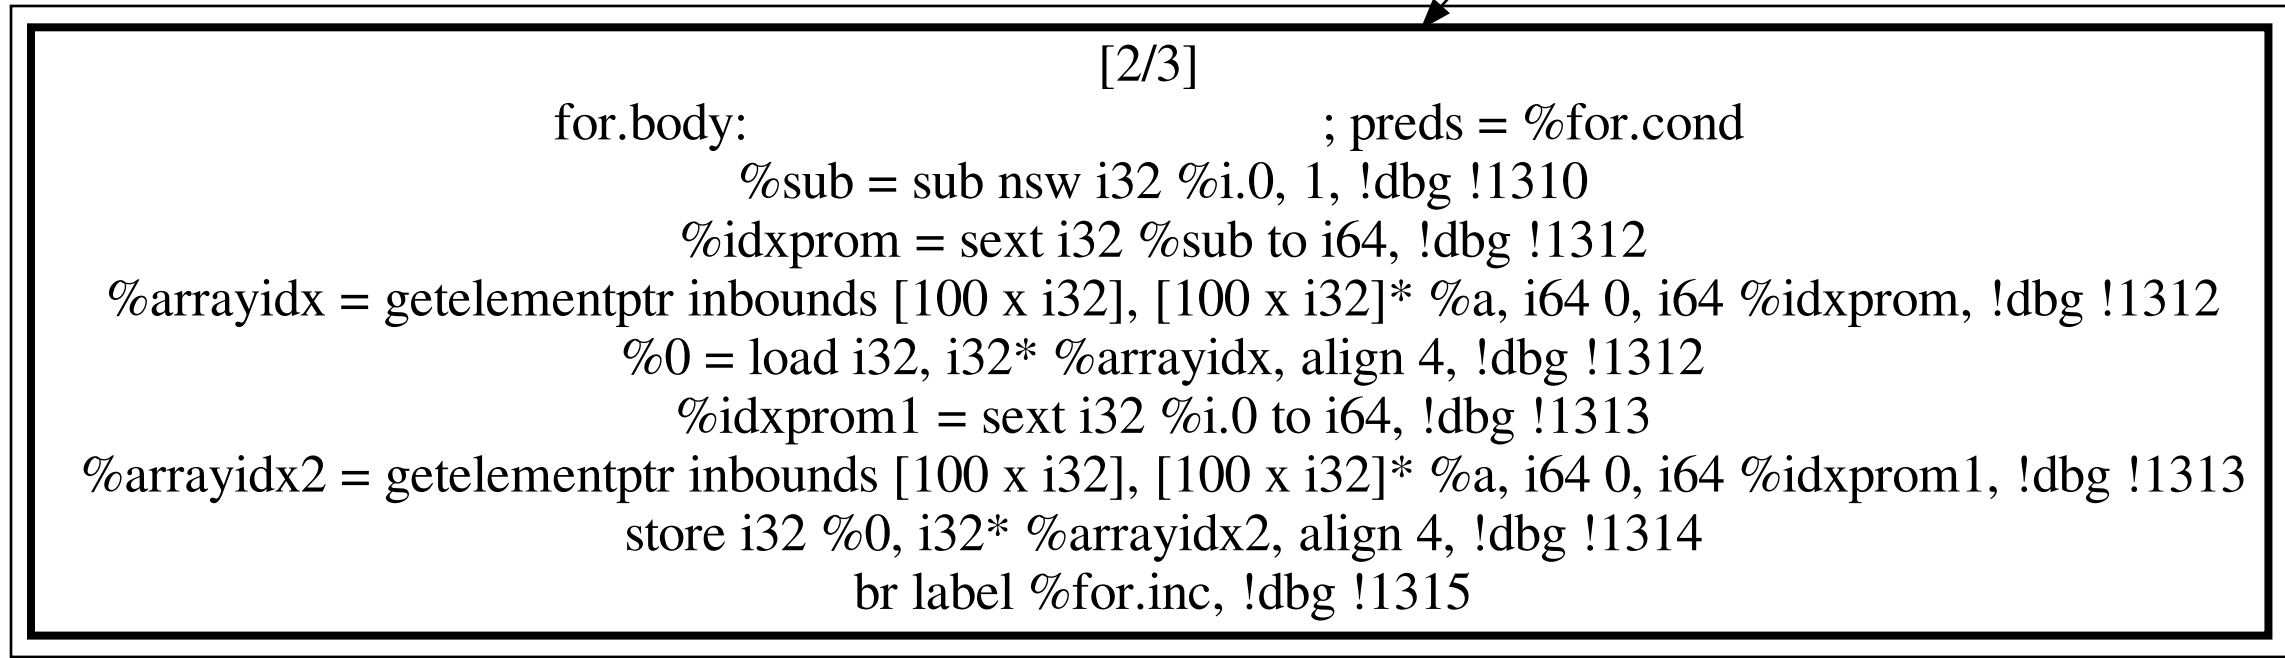 [2/3]
for.body: ; preds = %for.cond
%sub = sub nsw i32 %i.0, 1, !dbg !1310
%idxprom = sext i32 %sub to i64, !dbg !1312
%arrayidx = getelementptr inbounds [100 x i32], [100 x i32]* %a, i64 0, i64 %idxprom, !dbg !1312
%0 = load i32, i32* %arrayidx, align 4, !dbg !1312
%idxprom1 = sext i32 %i.0 to i64, !dbg !1313
%arrayidx2 = getelementptr inbounds [100 x i32], [100 x i32]* %a, i64 0, i64 %idxprom1, !dbg !1313
store i32 %0, i32* %arrayidx2, align 4, !dbg !1314
br label %for.inc, !dbg !1315